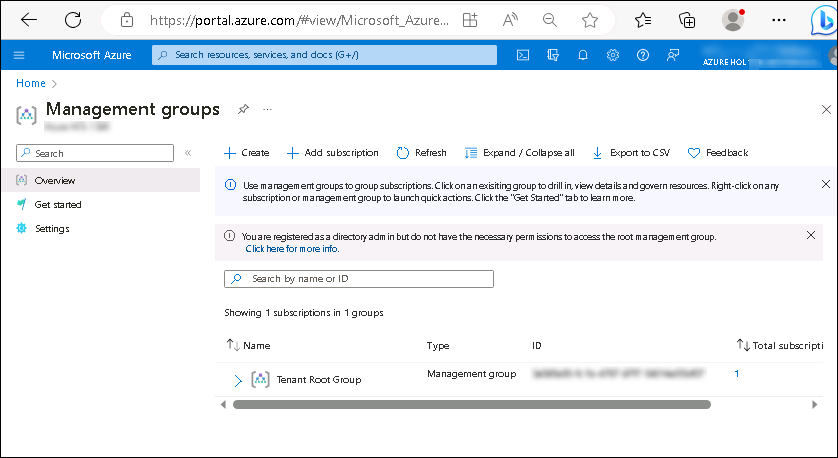 https://portal.azure.com/#view/Microsoft_Azure...
Microsoft Azure
Search resources, services, and docs (G+/)
Home
Management groups
Search
Overview
Get started
Settings
Create
Add subscription
Refresh
Expand / Collapse all
Export to CSV
Feedback
Use management groups to group subscriptions. Click on an exisiting group to drill in, view details and govern resources. Right-click on any
subscription or management group to launch quick actions. Click the "Get Started" tab to learn more.
You are registered as a directory admin but do not have the necessary permissions to access the root management group.
Click here for more info.
Search by name or ID
Showing 1 subscriptions in 1 groups
Name Type ID Total subscripti
Tenant Root Group Management group 1